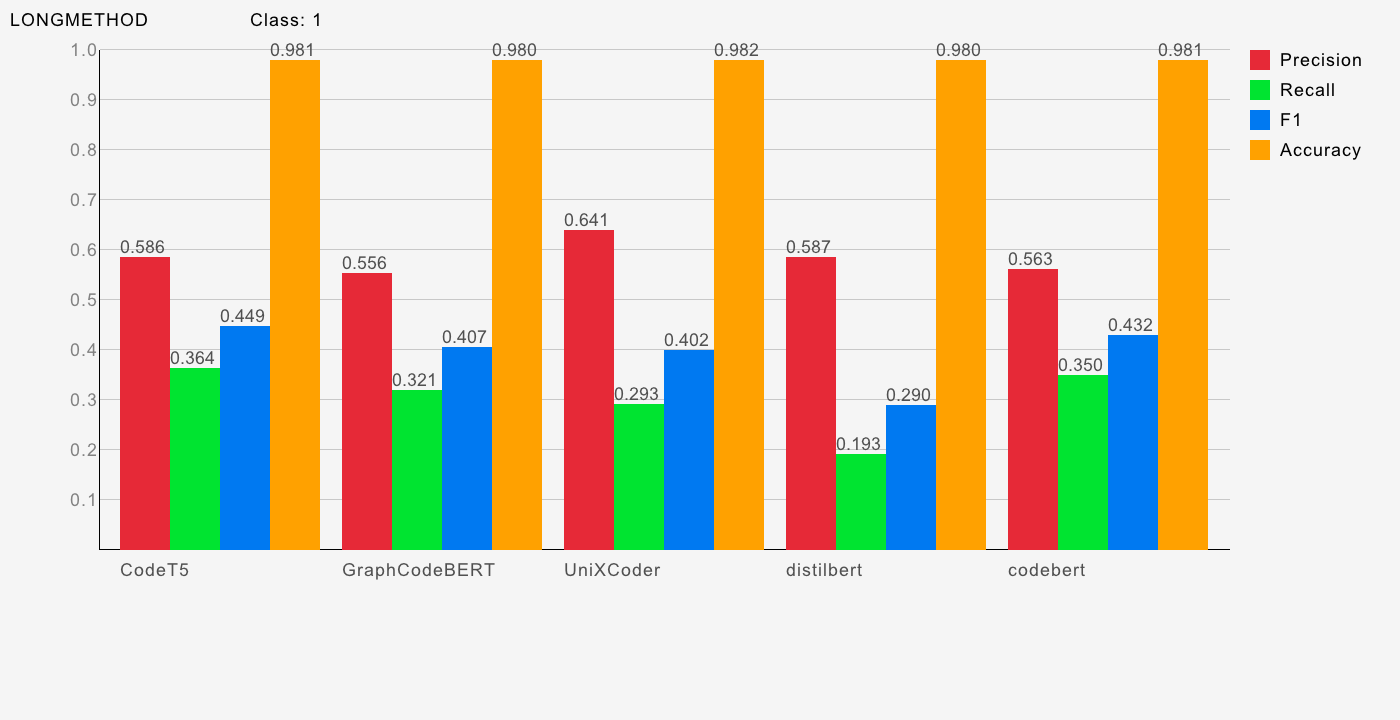 LONGMETHOD Class: 1
1.0 0.981 0.980 0.982 0.980 0.981
Precision
0.9
Recall
F1
0.8
Accuracy
0.7
0.641
0.6 0.586 0.556 0.587 0.563
0.5
0.449 0.407 0.402 0.432
0.4
0.364 0.321 0.293 0.290 0.350
0.3
0.2 0.193
0.1
CodeT5 GraphCodeBERT UniXCoder distilbert codebert